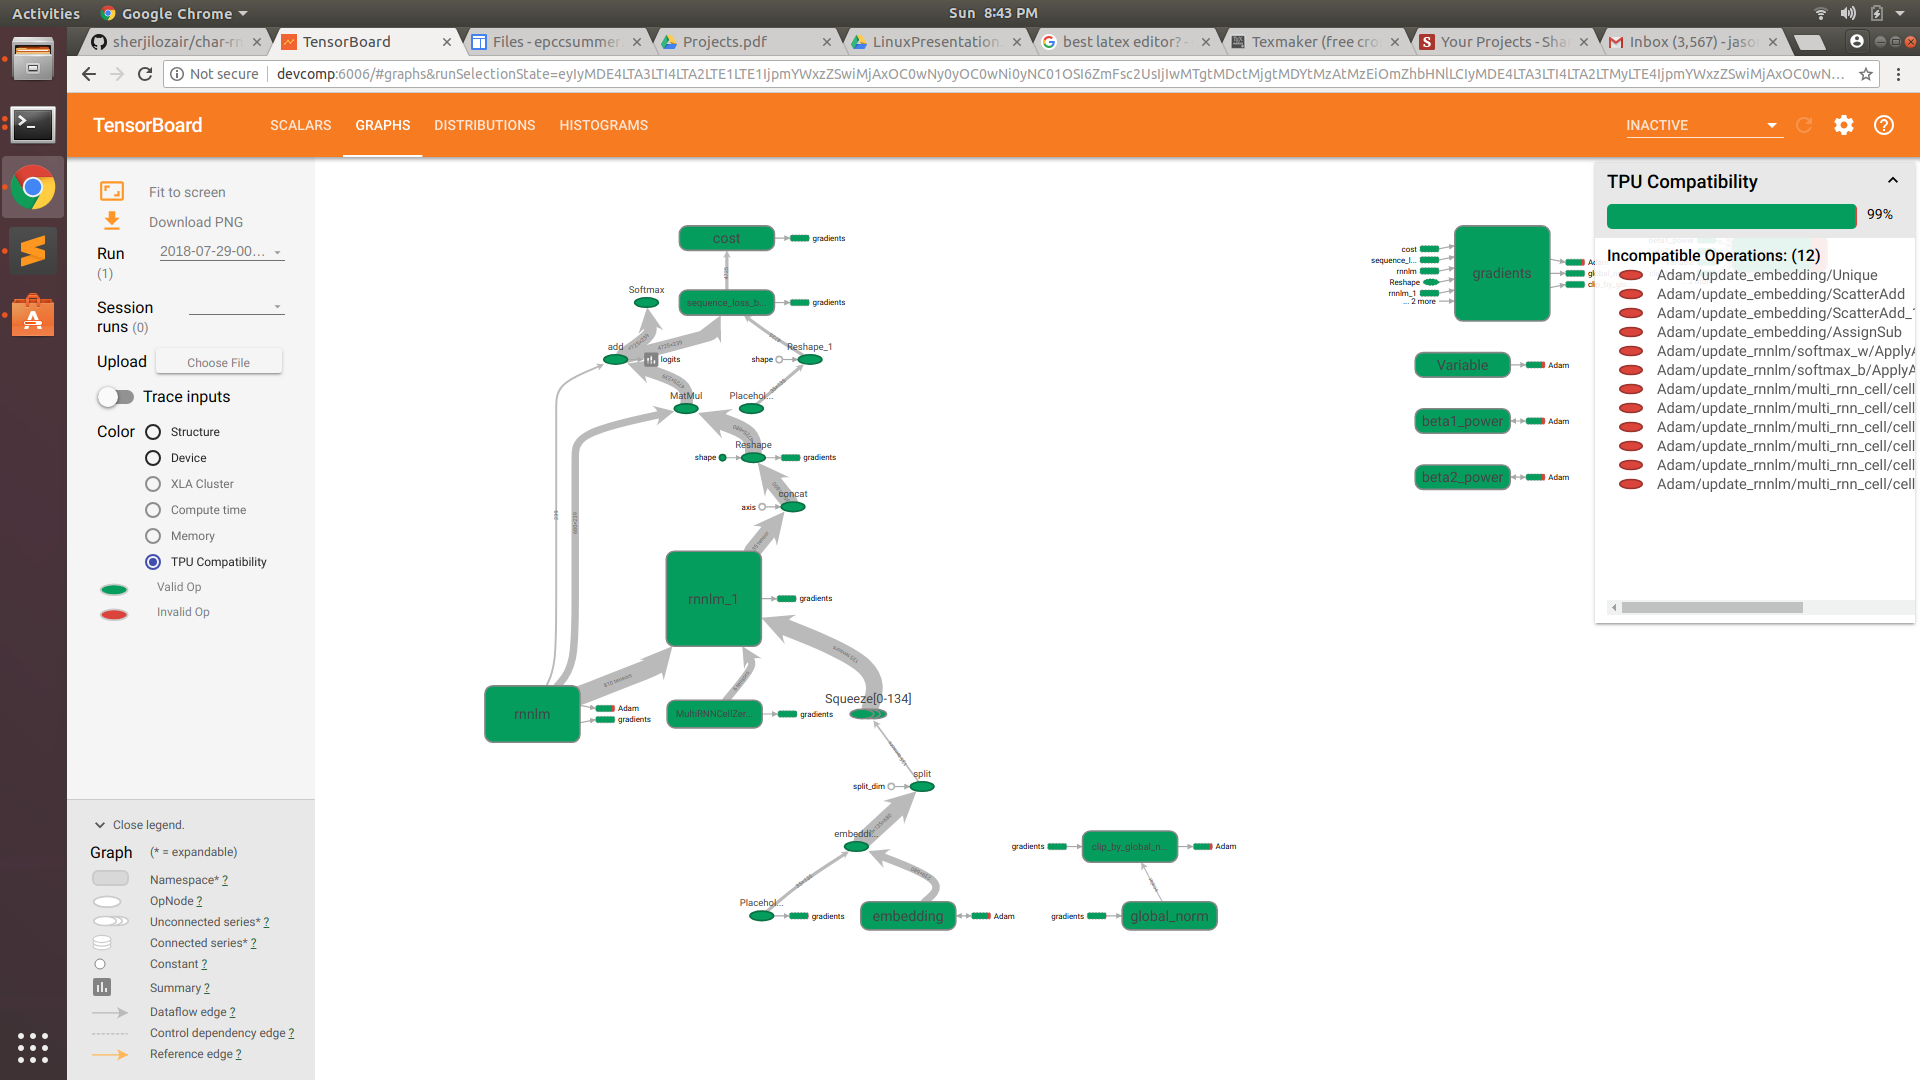 Activities
Google Chrome
Sun 8:43 PM
sherjilozair/char-rn
TensorBoard
Files - epccsummer
Projects.pdf
LinuxPresentation.
best latex editor? -
Texmaker (free cro
Your Projects - Sha
Inbox (3,567) - jaso
Not secure
devcomp:6006/#graphs&runSelectionState=eyIyMDE4LTA3LTI4LTA2LTE1LTE1IjpmYWxzZSwiMjAxOC0wNy0yOC0wNi0yNC01OSI6ZmFsc2UsIjIwMTgtMDctMjgtMDYtMzAtMzEiOmZhbHNlLCIyMDE4LTA3LTI4LTA2LTMyLTE4IjpmYWxzZSwiMjAxOC0wN...
TensorBoard
SCALARS
GRAPHS
DISTRIBUTIONS
HISTOGRAMS
INACTIVE
Fit to screen
Download PNG
Run
(1)
2018-07-29-00...
Session
runs (0)
Upload
Choose File
Trace inputs
Color
Structure
Device
XLA Cluster
Compute time
Memory
TPU Compatibility
Valid Op
Invalid Op
Close legend.
Graph
(* = expandable)
Namespace* ?
OpNode ?
Unconnected series* ?
Connected series* ?
Constant ?
Summary ?
Dataflow edge ?
Control dependency edge ?
Reference edge ?
cost
gradients
Softmax
sequence_loss_b...
gradients
add
logits
shape
Reshape_1
MatMul
Placehol...
Reshape
shape
gradients
concat
axis
rnnlm_1
gradients
rnnlm
Adam
gradients
MultiRNNCellZer...
gradients
Squeeze[0-134]
split
split_dim
embeddi...
Placehol...
gradients
embedding
Adam
gradients
clip_by_global_n...
Adam
gradients
global_norm
cost
sequence_l...
rnnlm
Reshape
rnnlm_1
... 2 more
gradients
Variable
Adam
beta1_power
Adam
beta2_power
Adam
TPU Compatibility
99%
Incompatible Operations: (12)
Adam/update_embedding/Unique
Adam/update_embedding/ScatterAdd
Adam/update_embedding/ScatterAdd_1
Adam/update_embedding/AssignSub
Adam/update_rnnlm/softmax_w/ApplyA
Adam/update_rnnlm/softmax_b/ApplyA
Adam/update_rnnlm/multi_rnn_cell/cell
Adam/update_rnnlm/multi_rnn_cell/cell
Adam/update_rnnlm/multi_rnn_cell/cell
Adam/update_rnnlm/multi_rnn_cell/cell
Adam/update_rnnlm/multi_rnn_cell/cell
Adam/update_rnnlm/multi_rnn_cell/cell